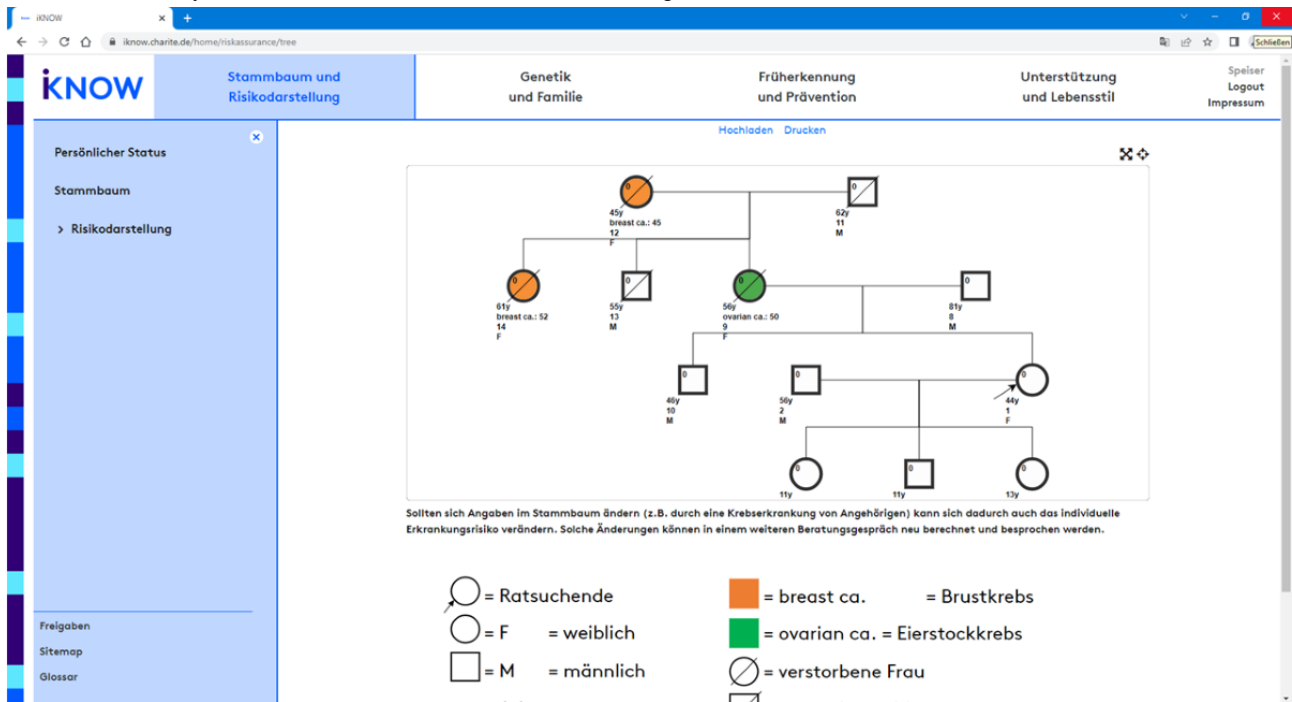 iKNOW
iknow.charite.de/home/riskassurance/tree
Schließen
iKNOW
Stammbaum und
Risikodarstellung
Genetik
und Familie
Früherkennung
und Prävention
Unterstützung
und Lebensstil
Speiser
Logout
Impressum
Persönlicher Status
Stammbaum
> Risikodarstellung
Hochladen Drucken
0
45y
breast ca.: 45
12
F
0
62y
11
M
0
61y
breast ca.: 52
14
F
0
55y
13
M
0
56y
ovarian ca.: 50
9
F
0
81y
8
M
0
46y
10
M
0
50y
2
M
0
44y
1
F
0
11y
0
11y
0
13y
Sollten sich Angaben im Stammbaum ändern (z.B. durch eine Krebserkrankung von Angehörigen) kann sich dadurch auch das individuelle
Erkrankungsrisiko verändern. Solche Änderungen können in einem weiteren Beratungsgespräch neu berechnet und besprochen werden.
= Ratsuchende
= F = weiblich
= M = männlich
= breast ca. = Brustkrebs
= ovarian ca. = Eierstockkrebs
= verstorbene Frau
Freigaben
Sitemap
Glossar